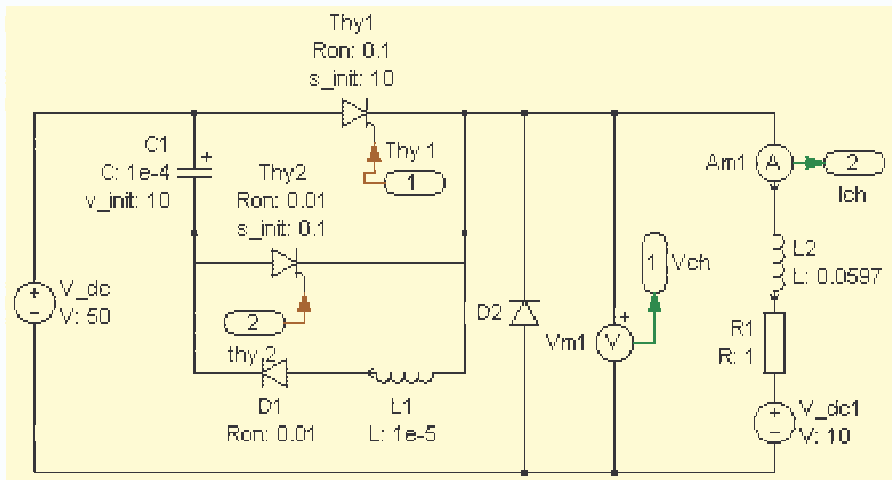 Thy1
Ron: 0.1
s_init: 10
C1
C: 1e-4
v_init: 10
+
Thy2
Ron: 0.01
s_init: 0.1
Thy 1
1
2
thy 2
V_dc
V: 50
D1
Ron: 0.01
L1
L: 1e-5
D2
Vm1
V
+
1
Vch
Am1
A
2
Ich
L2
L: 0.0597
R1
R: 1
V_dc1
V: 10